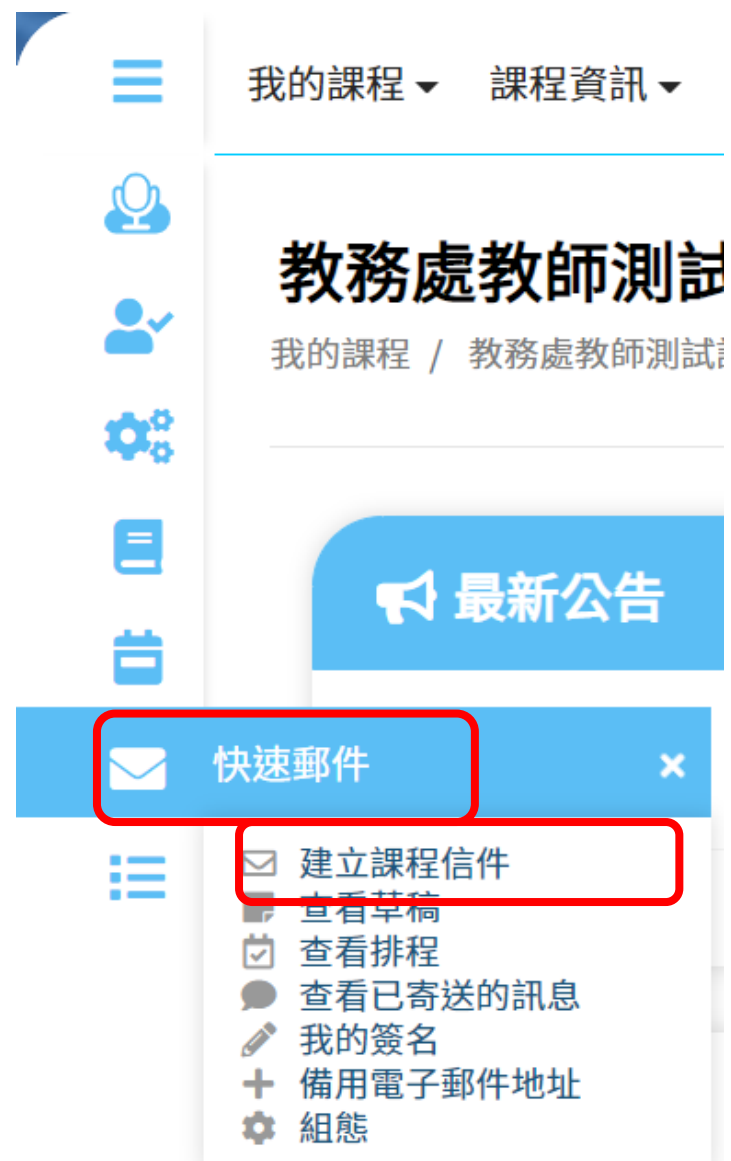 我的課程 課程資訊
教務處教師測試
我的課程 / 教務處教師測試
最新公告
快速郵件
建立課程信件
查看草稿
查看排程
查看已寄送的訊息
我的簽名
備用電子郵件地址
組態